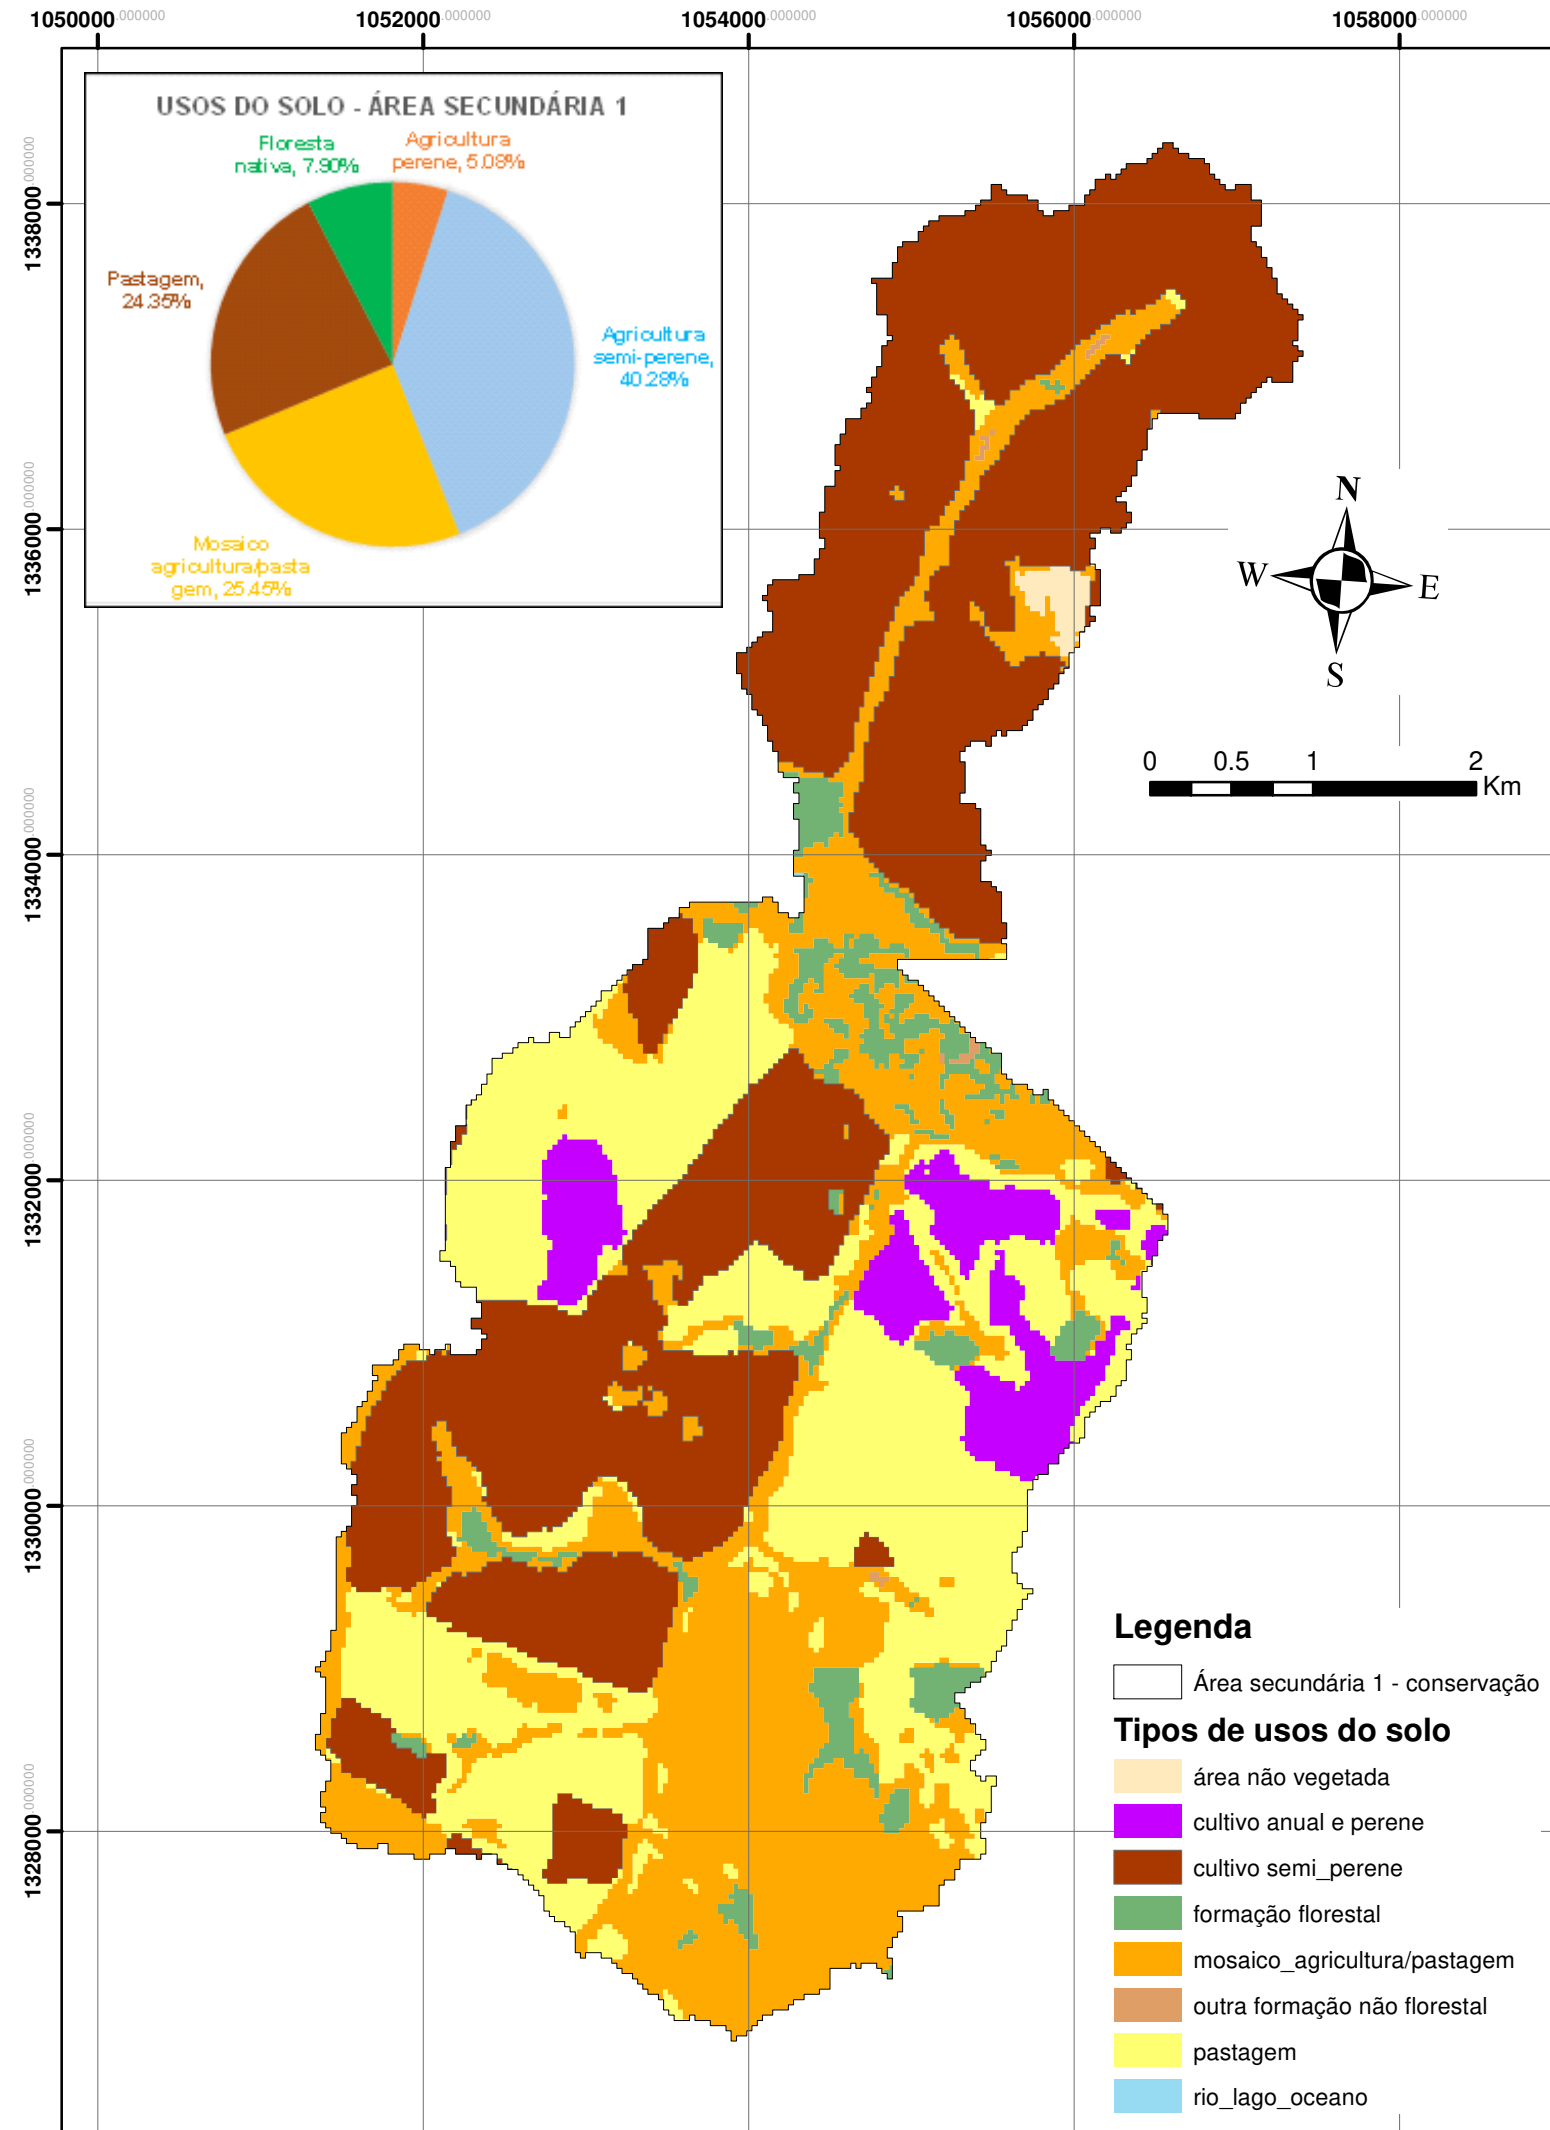 1050000.000000 1052000.000000 1054000.000000 1056000.000000 1058000.000000
USOS DO SOLO - ÁREA SECUNDÁRIA 1
Floresta
nativa, 7.90%
Agricultura
perene, 5.08%
Pastagem,
24.35%
Agricultura
semi-perene,
40.28%
Mosaico
agricultura/pasta
gem, 25.45%
1338000.000000
1336000.000000
1334000.000000
1332000.000000
1330000.000000
1328000.000000
N
W E
S
0 0.5 1 2
Km
Legenda
Área secundária 1 - conservação
Tipos de usos do solo
área não vegetada
cultivo anual e perene
cultivo semi_perene
formação florestal
mosaico_agricultura/pastagem
outra formação não florestal
pastagem
rio_lago_oceano